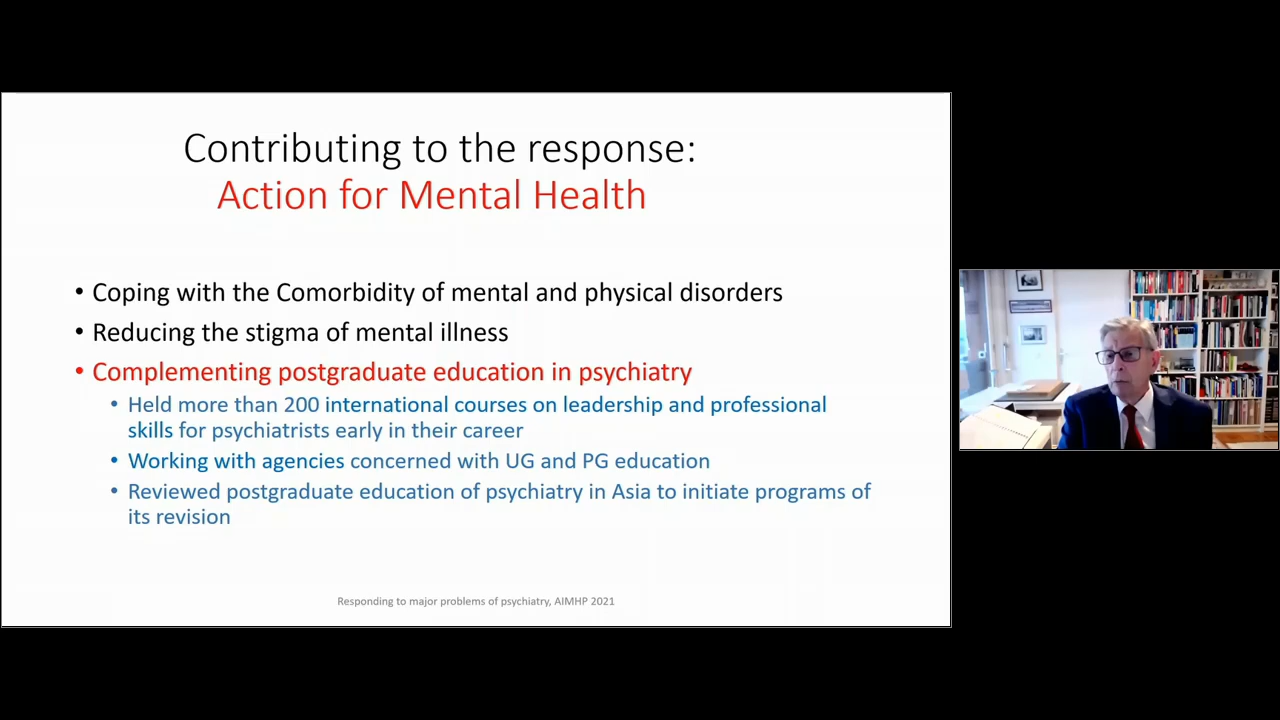 Contributing to the response:
Action for Mental Health
• Coping with the Comorbidity of mental and physical disorders
• Reducing the stigma of mental illness
• Complementing postgraduate education in psychiatry
• Held more than 200 international courses on leadership and professional
skills for psychiatrists early in their career
• Working with agencies concerned with UG and PG education
• Reviewed postgraduate education of psychiatry in Asia to initiate programs of
its revision
Responding to major problems of psychiatry, AIMHP 2021